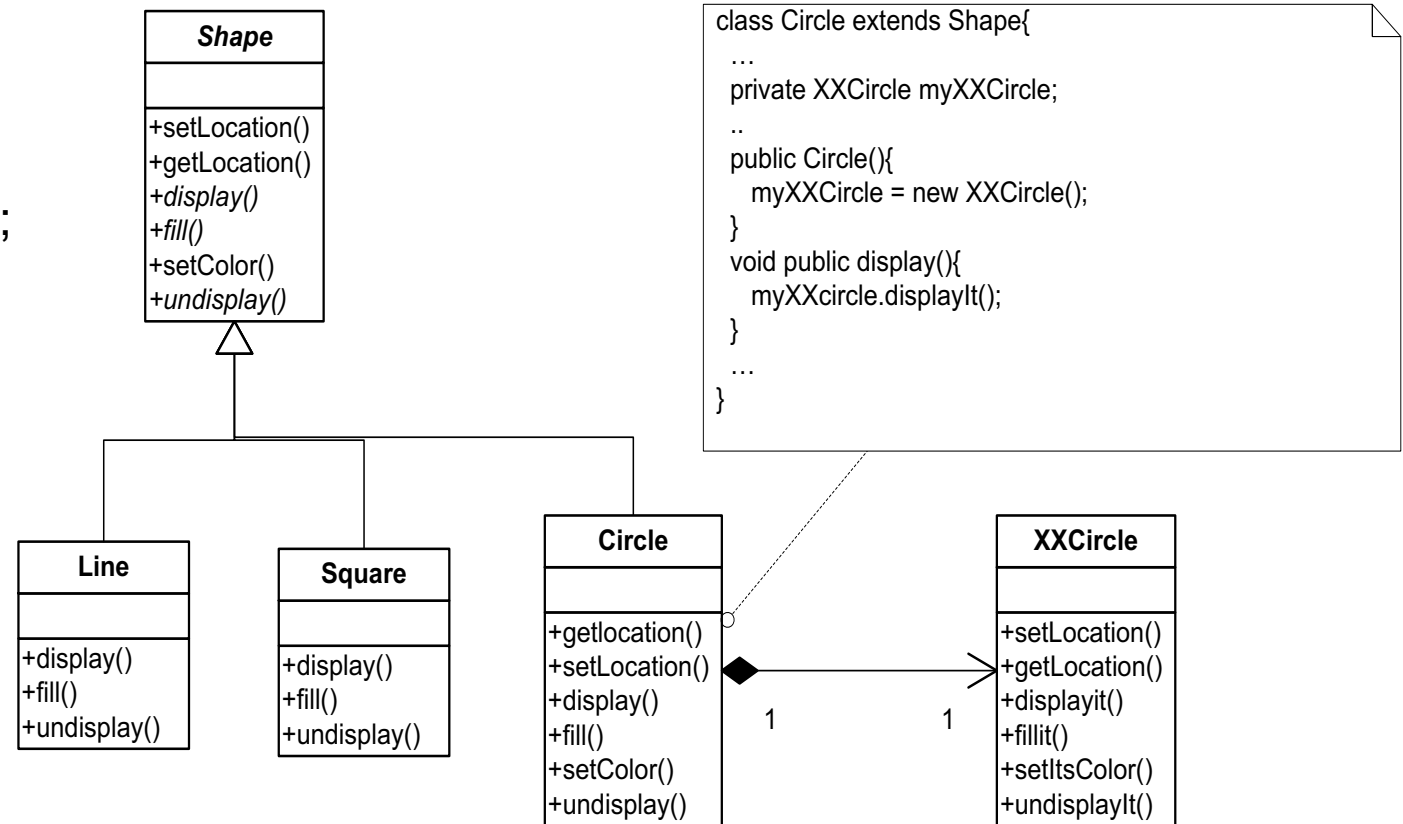 Shape
+setLocation()
+getLocation()
+display()
+fill()
+setColor()
+undisplay()
;
class Circle extends Shape{
…
private XXCircle myXXCircle;
..
public Circle(){
myXXCircle = new XXCircle();
}
void public display(){
myXXcircle.displayIt();
}
…
}
Line
+display()
+fill()
+undisplay()
Square
+display()
+fill()
+undisplay()
Circle
+getlocation()
+setLocation()
+display()
+fill()
+setColor()
+undisplay()
1
1
XXCircle
+setLocation()
+getLocation()
+displayit()
+fillit()
+setItsColor()
+undisplayIt()